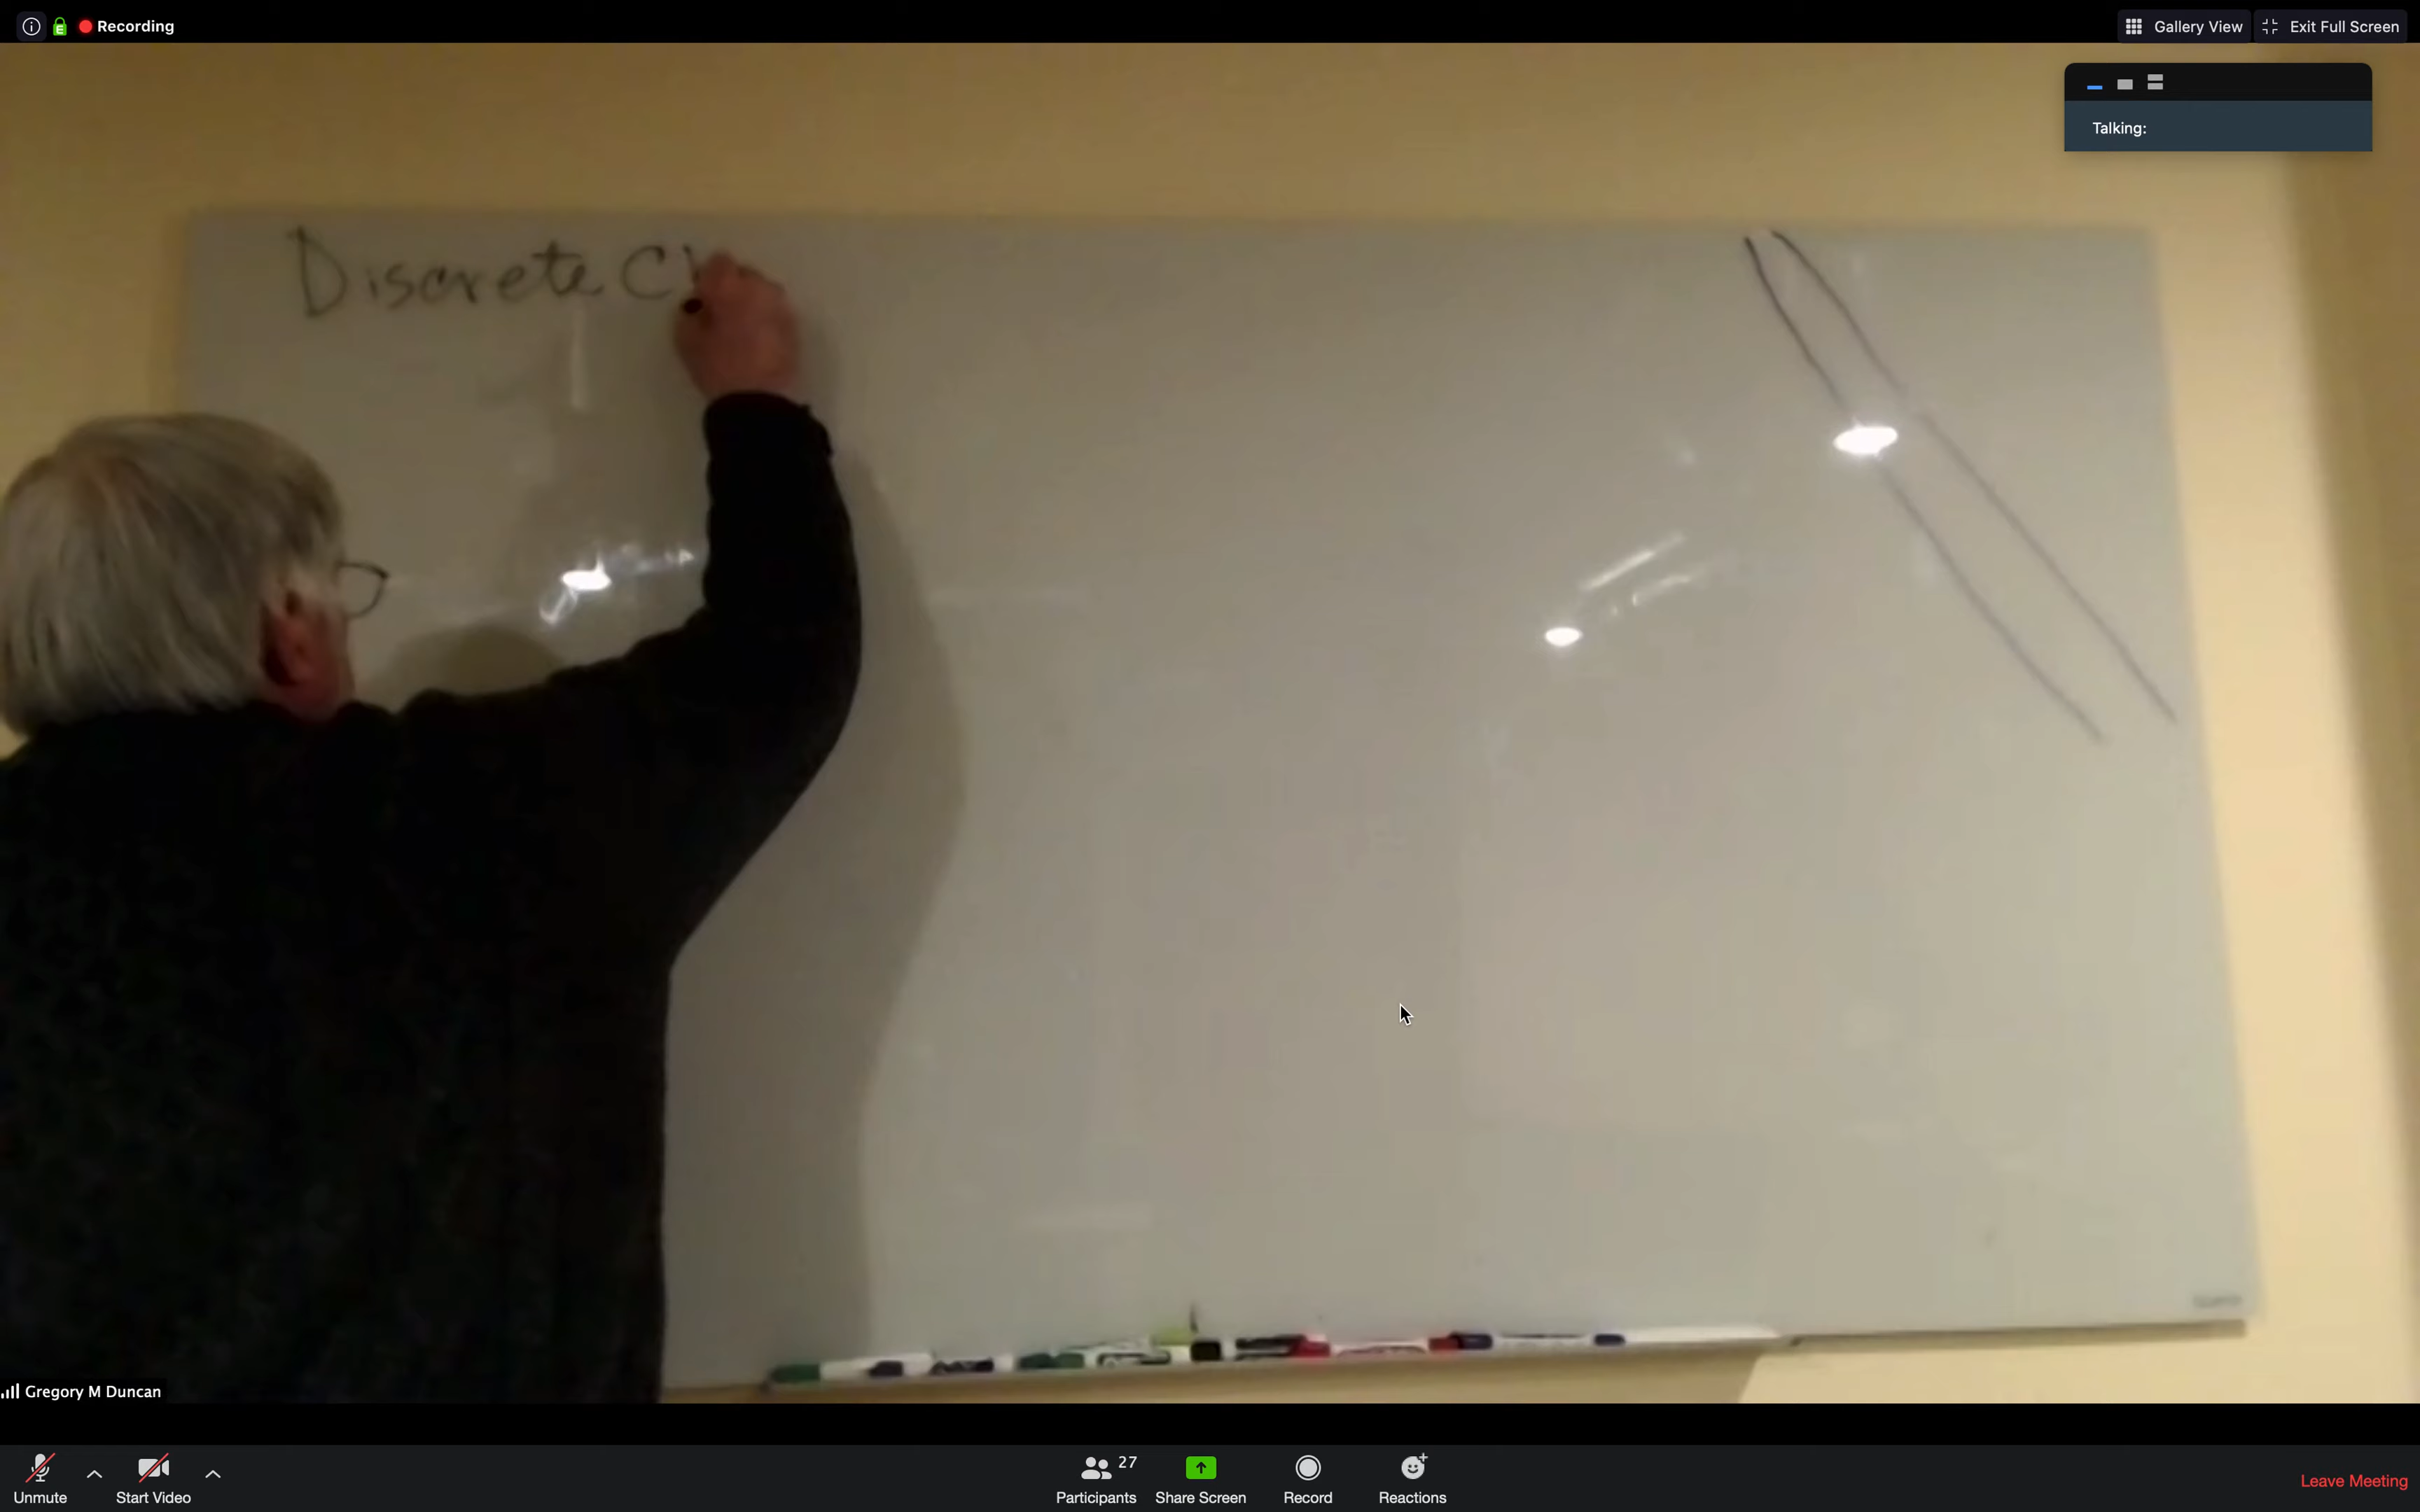 Recording
Gallery View
Exit Full Screen
Talking:
Discrete Ch
Gregory M Duncan
Unmute
Start Video
27
Participants
Share Screen
Record
Reactions
Leave Meeting